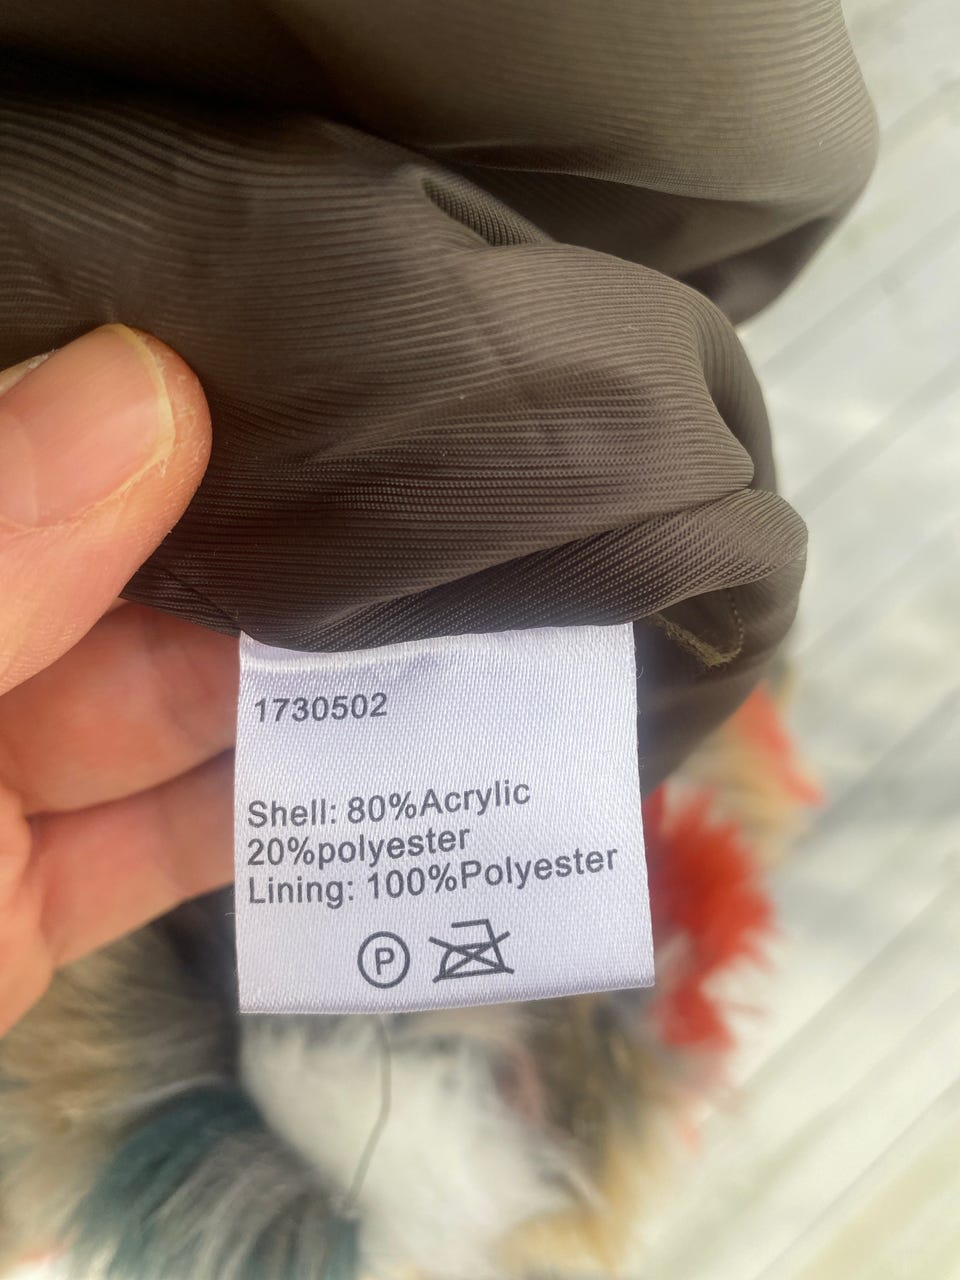 1730502
Shell: 80%Acrylic
20%polyester
Lining: 100%Polyester
P